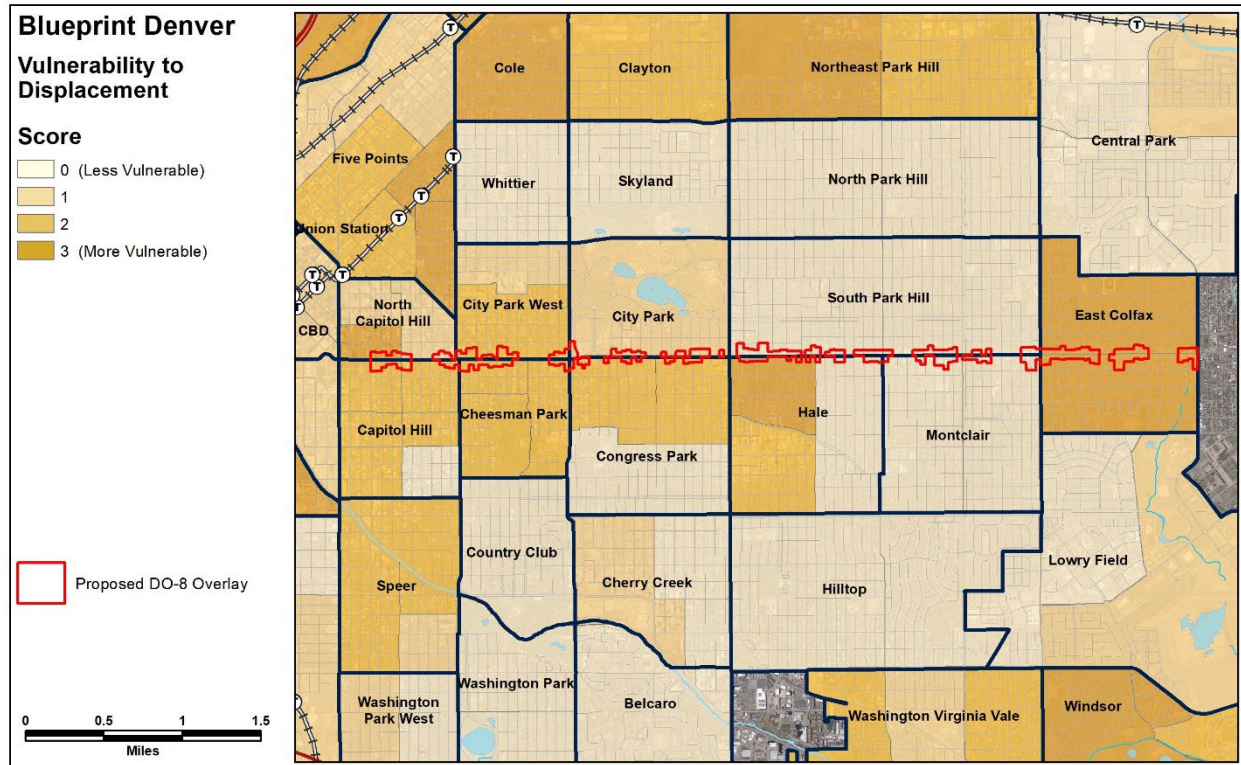 Blueprint Denver
Vulnerability to
Displacement
Score
0 (Less Vulnerable)
1
2
3 (More Vulnerable)
Proposed DO-8 Overlay
0 0.5 1 1.5
Miles
T
Cole
Clayton
Northeast Park Hill
T
Central Park
Five Points
T
Whittier
Skyland
North Park Hill
T
T
Union Station
T
T
T
T
North
Capitol Hill
CBD
City Park West
City Park
South Park Hill
East Colfax
Capitol Hill
Cheesman Park
Congress Park
Hale
Montclair
Speer
Country Club
Cherry Creek
Hilltop
Lowry Field
Washington
Park West
Washington Park
Belcaro
Washington Virginia Vale
Windsor
T